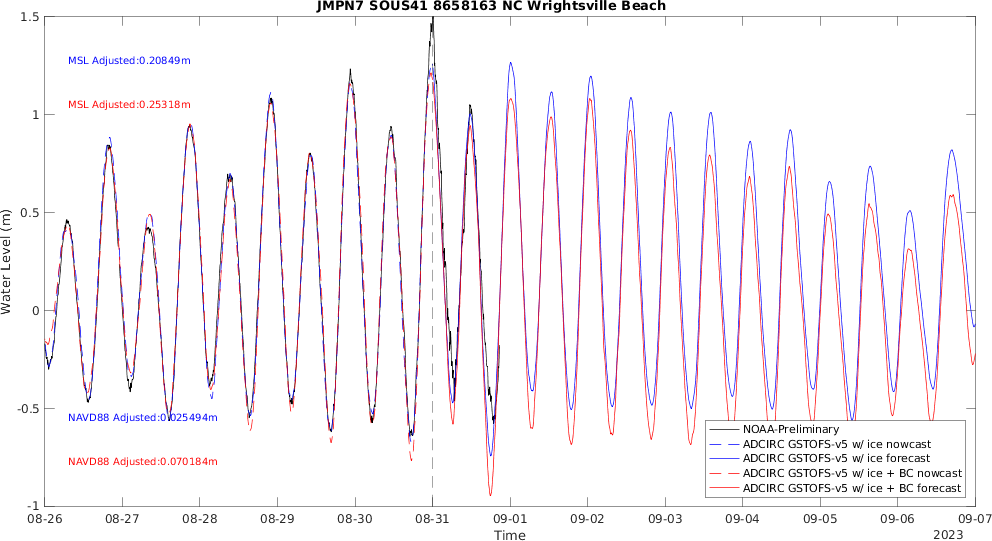 JMPN7 SOUS41 8658163 NC Wrightsville Beach
1.5
1
0.5
0
-0.5
-1
Water Level (m)
MSL Adjusted:0.20849m
MSL Adjusted:0.25318m
NAVD88 Adjusted:0.025494m
NAVD88 Adjusted:0.070184m
NOAA-Preliminary
ADCIRC GSTOFS-v5 w/ ice nowcast
ADCIRC GSTOFS-v5 w/ ice forecast
ADCIRC GSTOFS-v5 w/ ice + BC nowcast
ADCIRC GSTOFS-v5 w/ ice + BC forecast
08-26 08-27 08-28 08-29 08-30 08-31 09-01 09-02 09-03 09-04 09-05 09-06 09-07
Time
2023